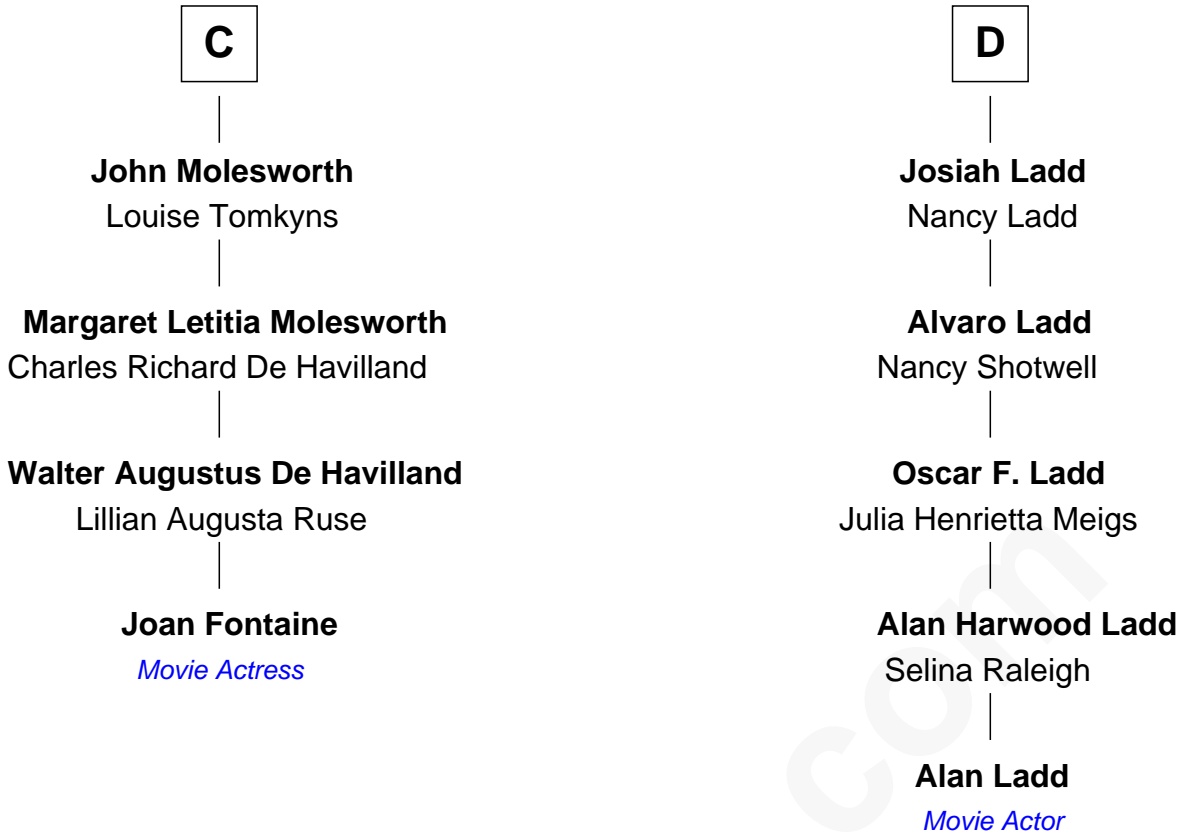 C
John Molesworth
Louise Tomkyns
Margaret Letitia Molesworth
Charles Richard De Havilland
Walter Augustus De Havilland
Lillian Augusta Ruse
Joan Fontaine
Movie Actress
D
Josiah Ladd
Nancy Ladd
Alvaro Ladd
Nancy Shotwell
Oscar F. Ladd
Julia Henrietta Meigs
Alan Harwood Ladd
Selina Raleigh
Alan Ladd
Movie Actor
com